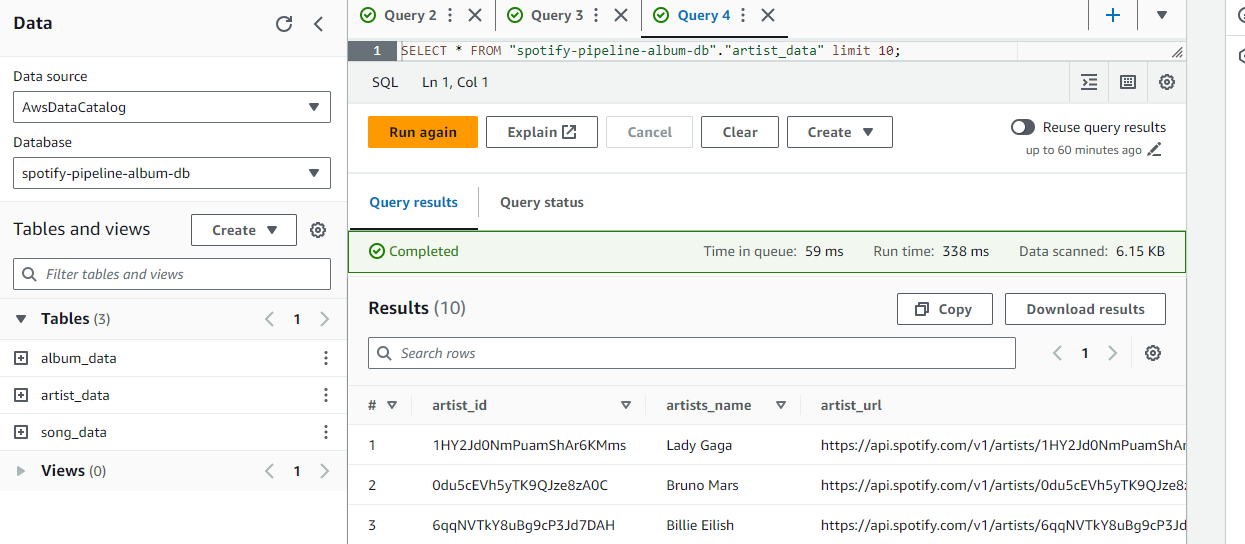 Data
Data source
AwsDataCatalog
Database
spotify-pipeline-album-db
Tables and views
Create
Filter tables and views
Tables (3)
1
album_data
artist_data
song_data
Views (0)
1
Query 2
Query 3
Query 4
1 SELECT * FROM "spotify-pipeline-album-db"."artist_data" limit 10;
SQL Ln 1, Col 1
Run again
Explain
Cancel
Clear
Create
Reuse query results
up to 60 minutes ago
Query results
Query status
Completed
Time in queue: 59 ms
Run time: 338 ms
Data scanned: 6.15 KB
Results (10)
Copy
Download results
Search rows
1
# artist_id artists_name artist_url
1 1HY2Jd0NmPuamShAr6KMms Lady Gaga https://api.spotify.com/v1/artists/1HY2Jd0NmPuamShAr
2 0du5cEVh5yTK9QJze8zA0C Bruno Mars https://api.spotify.com/v1/artists/0du5cEVh5yTK9QJze8z
3 6qqNVTkY8uBg9cP3Jd7DAH Billie Eilish https://api.spotify.com/v1/artists/6qqNVTkY8uBg9cP3Jd